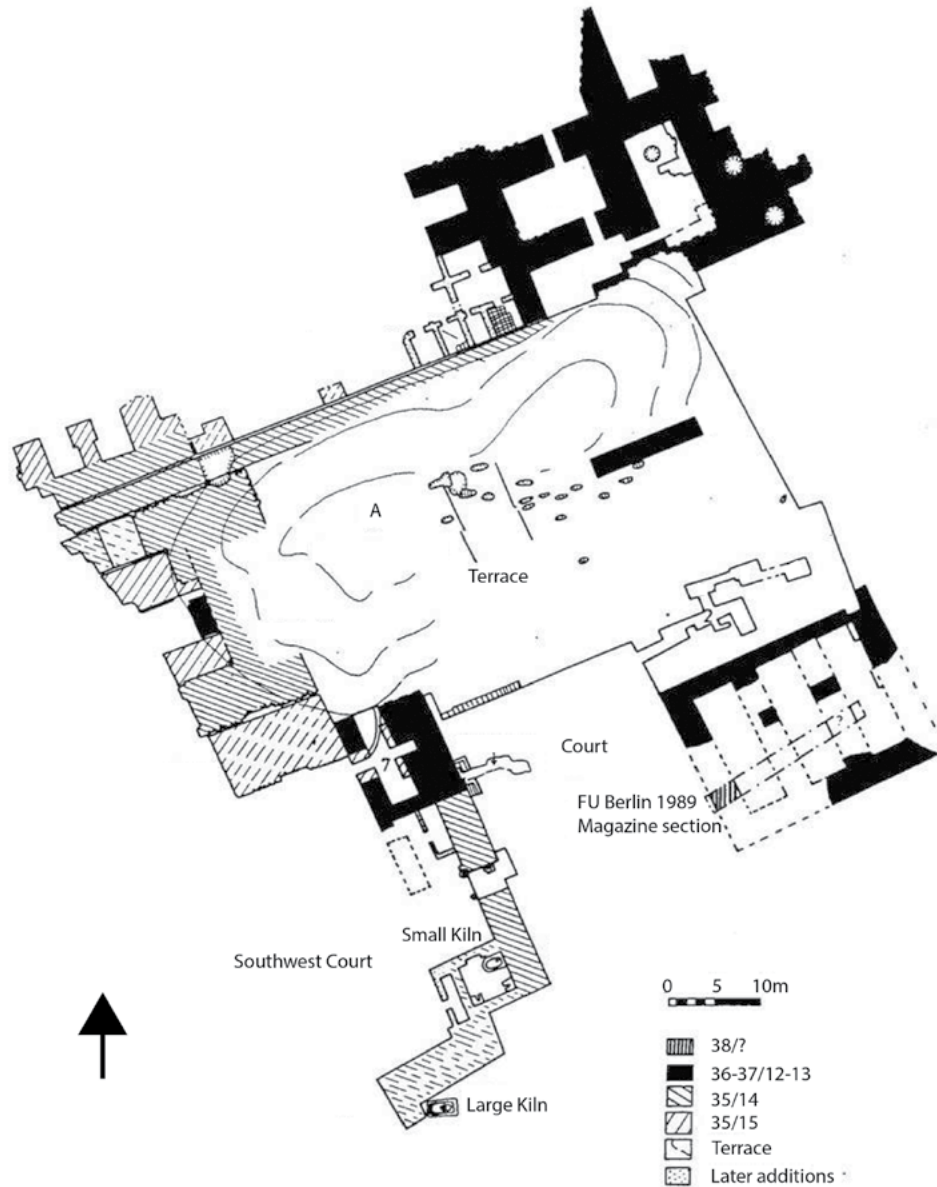 A
Terrace
Court
FU Berlin 1989
Magazine section
Small Kiln
Southwest Court
Large Kiln
0 5 10m
38/?
36-37/12-13
35/14
35/15
Terrace
Later additions
?
?